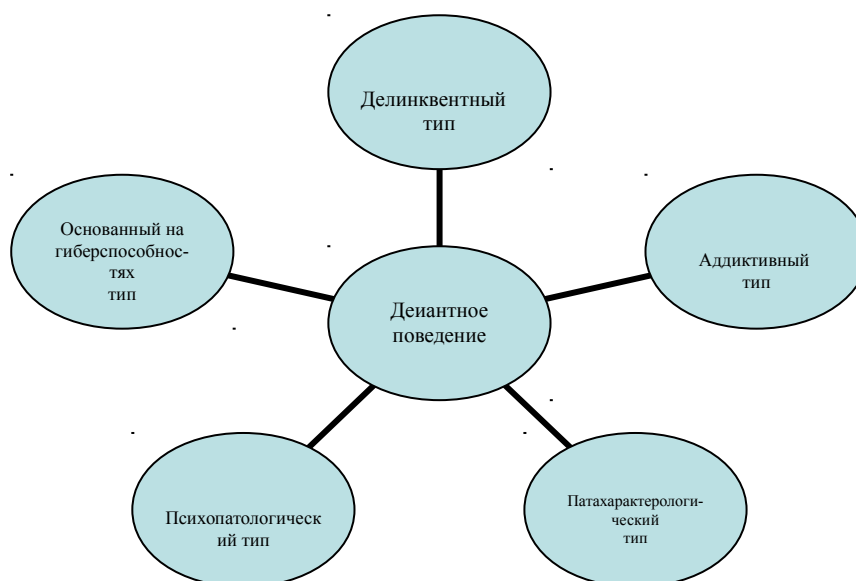 Делинквентный
тип
Основанный на
гиберспособнос-
тях
тип
Аддиктивный
тип
Деиантное
поведение
Психопатологическ
ий тип
Патахарактерологи-
ческий
тип